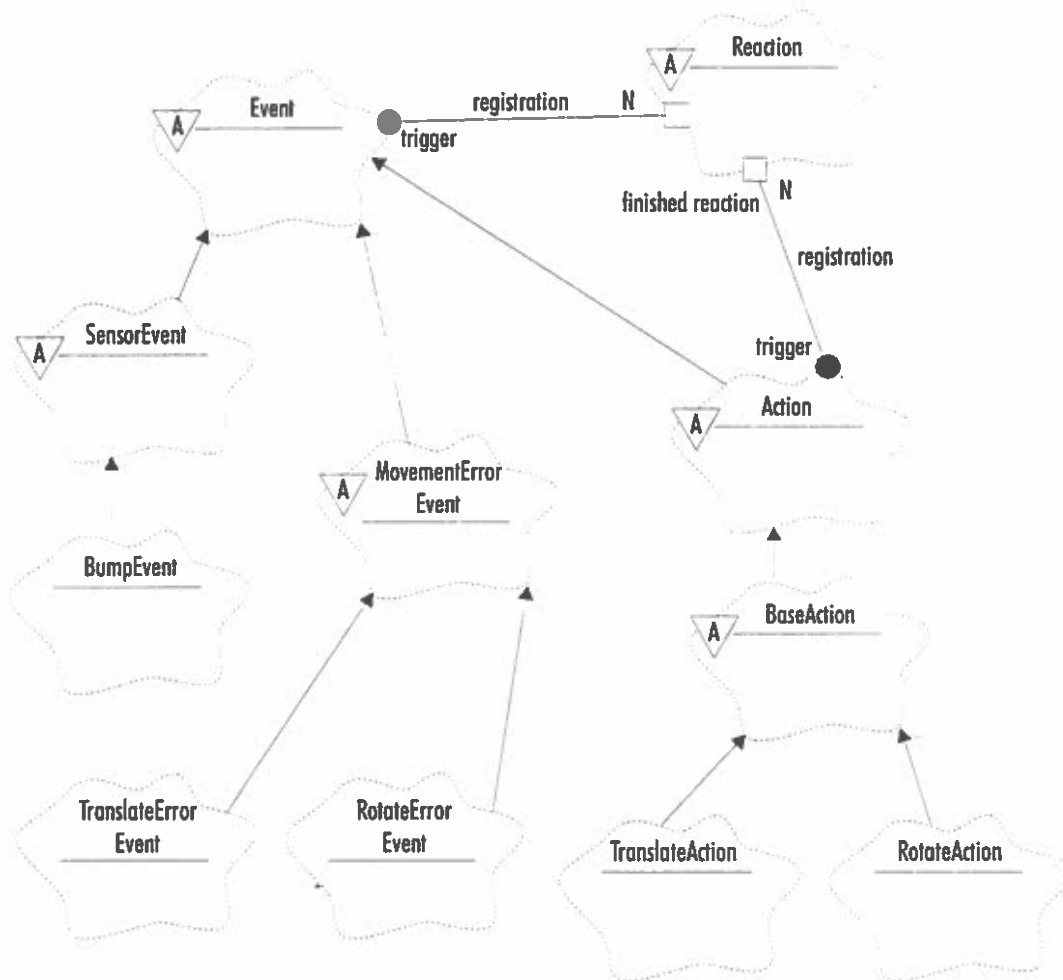 Reaction
A
registration
N
Event
A
trigger
finished reaction
N
registration
SensorEvent
A
trigger
Action
A
MovementError
Event
A
BumpEvent
BaseAction
A
TranslateError
Event
RotateError
Event
TranslateAction
RotateAction